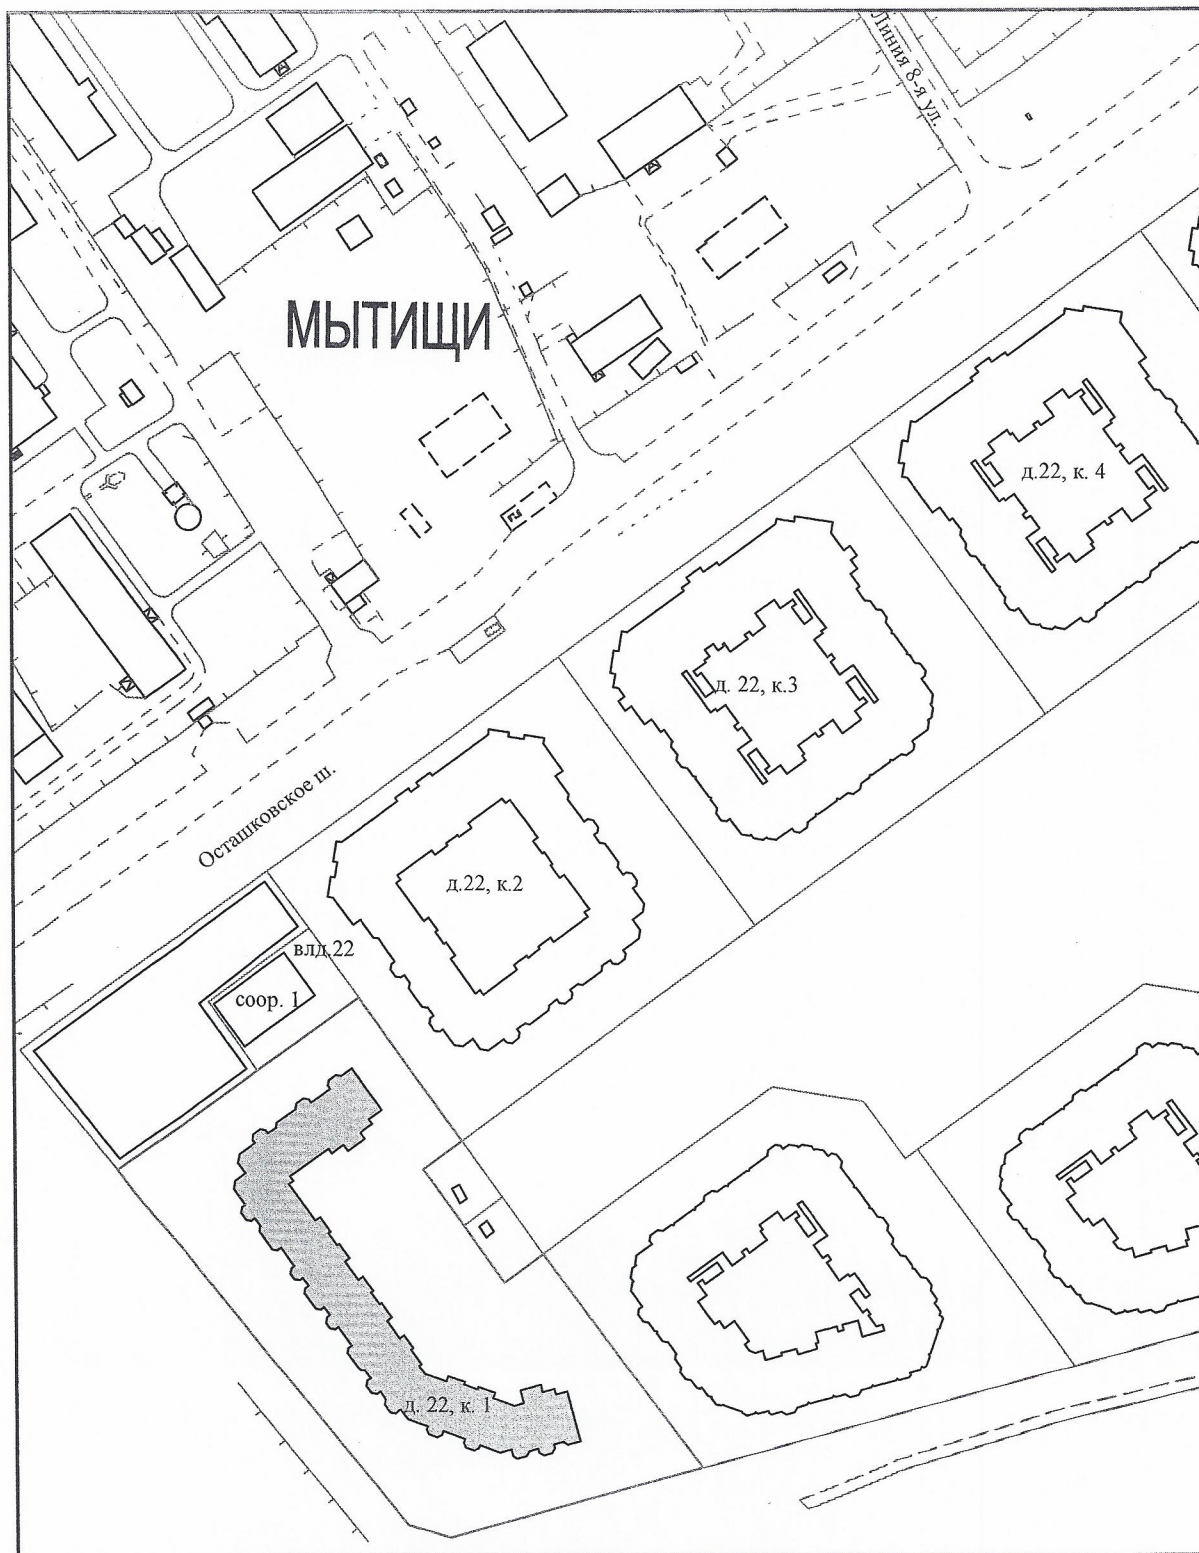 Линия 8-я ул.
МЫТИЩИ
д.22, к. 4
д. 22, к.3
Осташковское ш.
д.22, к.2
влд.22
соор. 1
д. 22, к. 1